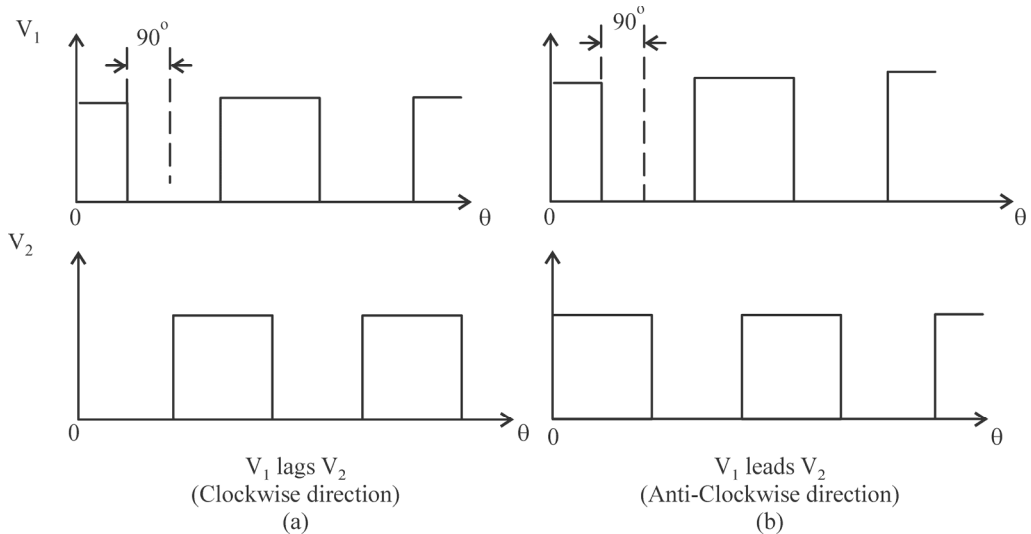 V₁
90°
90°
0
θ
0
θ
V₂
0
θ
0
θ
V₁ lags V₂
(Clockwise direction)
(a)
V₁ leads V₂
(Anti-Clockwise direction)
(b)